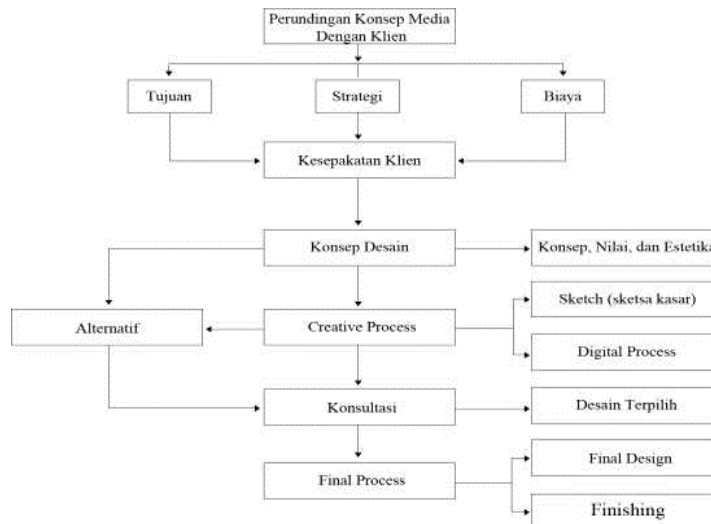 Perundingan Konsep Media
Dengan Klien
Tujuan
Strategi
Biaya
Kesepakatan Klien
Konsep Desain
Konsep, Nilai, dan Estetika
Sketch (sketsa kasar)
Alternatif
Creative Process
Digital Process
Konsultasi
Desain Terpilih
Final Design
Final Process
Finishing